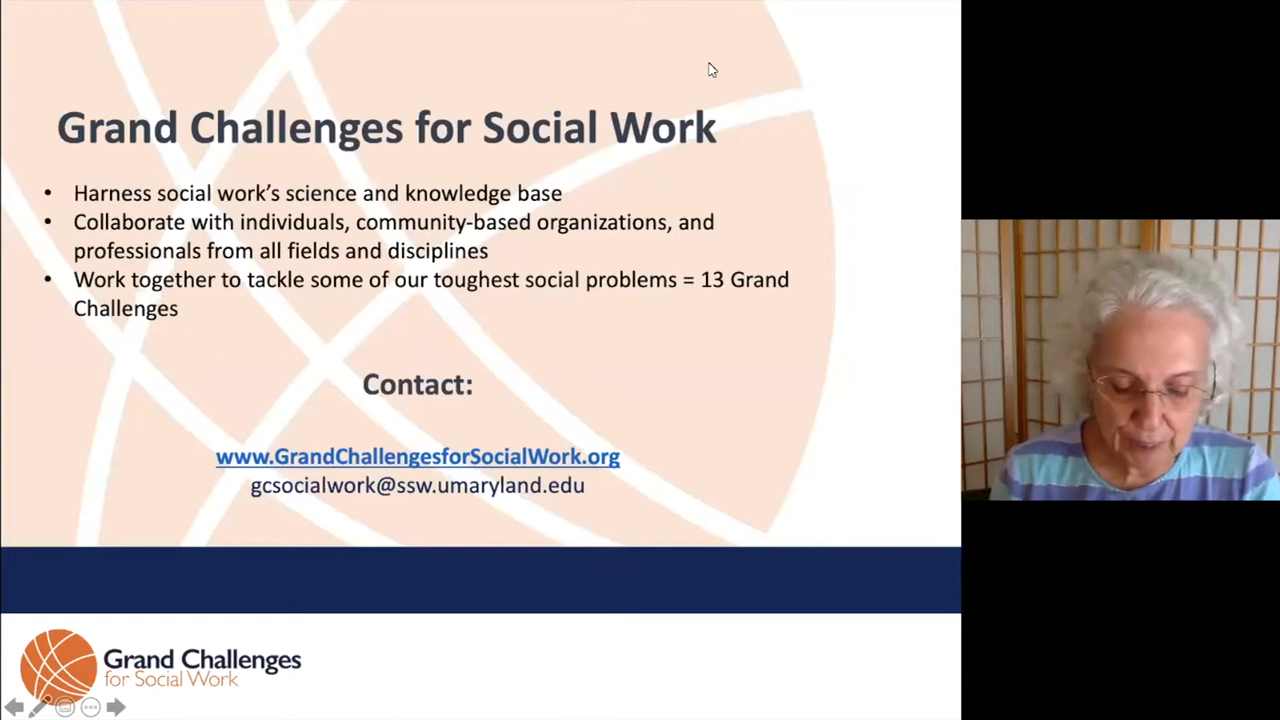 Grand Challenges for Social Work
• Harness social work’s science and knowledge base
• Collaborate with individuals, community-based organizations, and
professionals from all fields and disciplines
• Work together to tackle some of our toughest social problems = 13 Grand
Challenges
Contact:
www.GrandChallengesforSocialWork.org
gcsocialwork@ssw.umaryland.edu
Grand Challenges
for Social Work